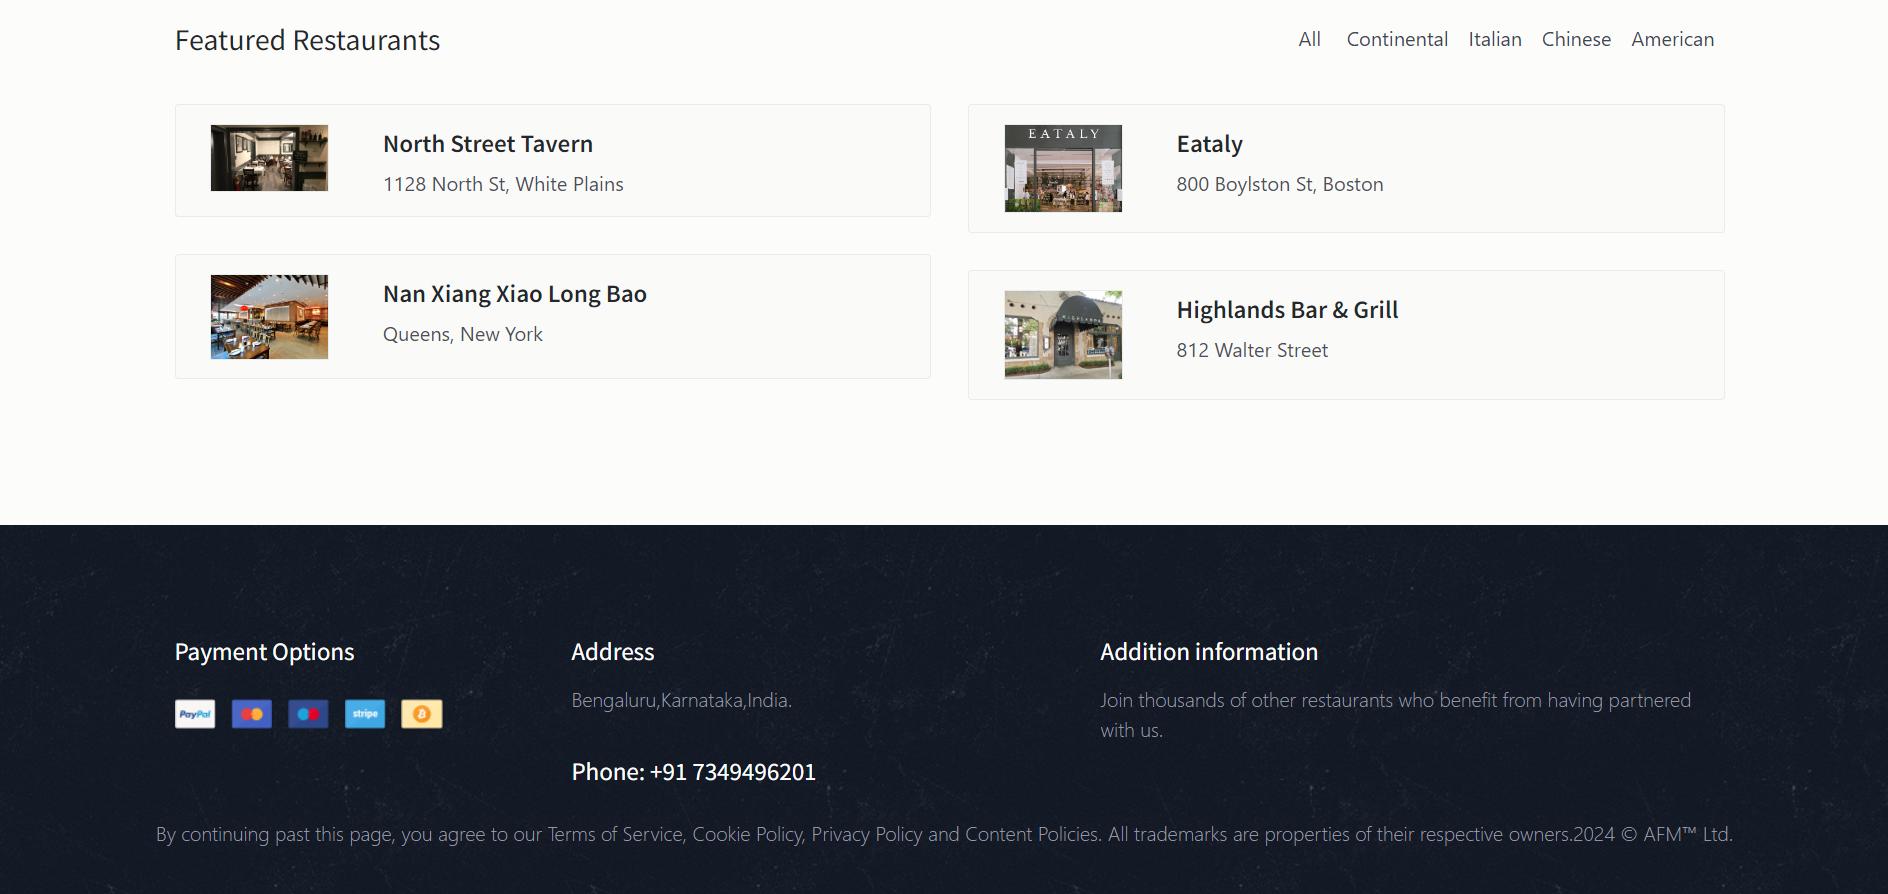 Featured Restaurants
All Continental Italian Chinese American
North Street Tavern
1128 North St, White Plains
EATALY
Eataly
800 Boylston St, Boston
Nan Xiang Xiao Long Bao
Queens, New York
Highlands Bar & Grill
812 Walter Street
Payment Options
PayPal
stripe
Address
Bengaluru,Karnataka,India.
Phone: +91 7349496201
Addition information
Join thousands of other restaurants who benefit from having partnered
with us.
By continuing past this page, you agree to our Terms of Service, Cookie Policy, Privacy Policy and Content Policies. All trademarks are properties of their respective owners.2024 © AFM™ Ltd.